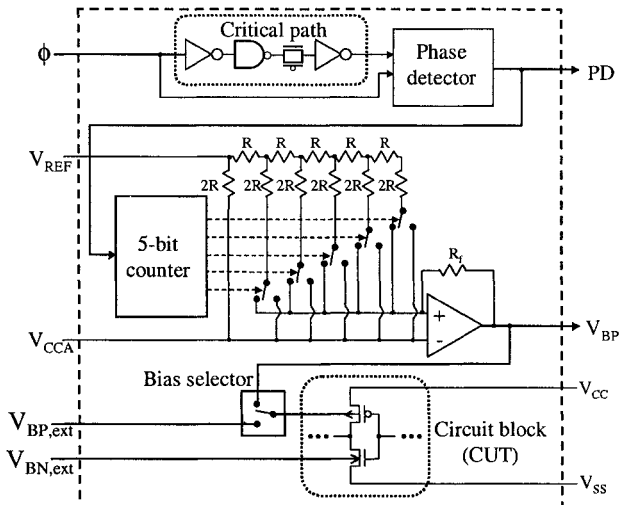 Critical path
ϕ
Phase
detector
PD
V_REF
R R R R R
2R 2R 2R 2R 2R 2R
5-bit
counter
R_f
+
-
V_CCA
V_BP
Bias selector
V_CC
V_BP,ext
Circuit block
(CUT)
V_BN,ext
V_SS